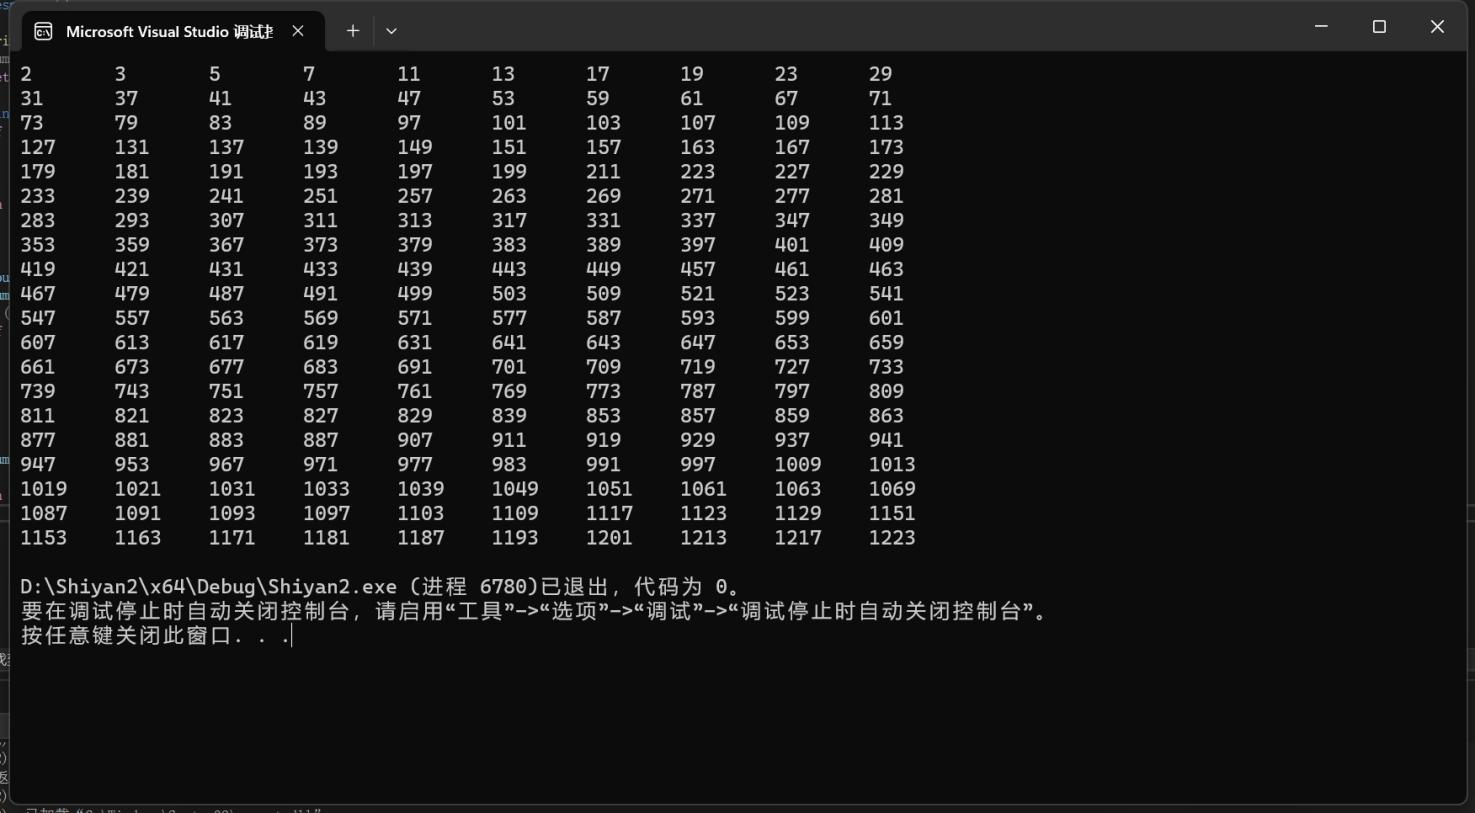 Microsoft Visual Studio 调试控
2 3 5 7 11 13 17 19 23 29
31 37 41 43 47 53 59 61 67 71
73 79 83 89 97 101 103 107 109 113
127 131 137 139 149 151 157 163 167 173
179 181 191 193 197 199 211 223 227 229
233 239 241 251 257 263 269 271 277 281
283 293 307 311 313 317 331 337 347 349
353 359 367 373 379 383 389 397 401 409
419 421 431 433 439 443 449 457 461 463
467 479 487 491 499 503 509 521 523 541
547 557 563 569 571 577 587 593 599 601
607 613 617 619 631 641 643 647 653 659
661 673 677 683 691 701 709 719 727 733
739 743 751 757 761 769 773 787 797 809
811 821 823 827 829 839 853 857 859 863
877 881 883 887 907 911 919 929 937 941
947 953 967 971 977 983 991 997 1009 1013
1019 1021 1031 1033 1039 1049 1051 1061 1063 1069
1087 1091 1093 1097 1103 1109 1117 1123 1129 1151
1153 1163 1171 1181 1187 1193 1201 1213 1217 1223
D:\Shiyan2\x64\Debug\Shiyan2.exe (进程 6780)已退出，代码为 0。
要在调试停止时自动关闭控制台，请启用“工具”->“选项”->“调试”->“调试停止时自动关闭控制台”。
按任意键关闭此窗口. . .